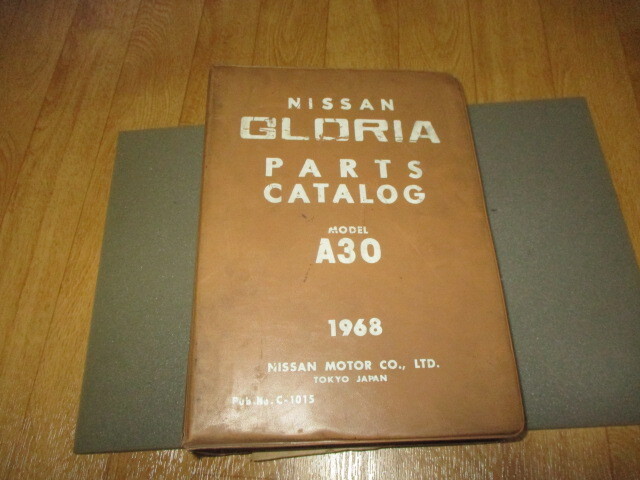 NISSAN
GLORIA
PARTS
CATALOG
MODEL
A30
1968
NISSAN MOTOR CO., LTD.
TOKYO JAPAN
Pub. No. C-1015